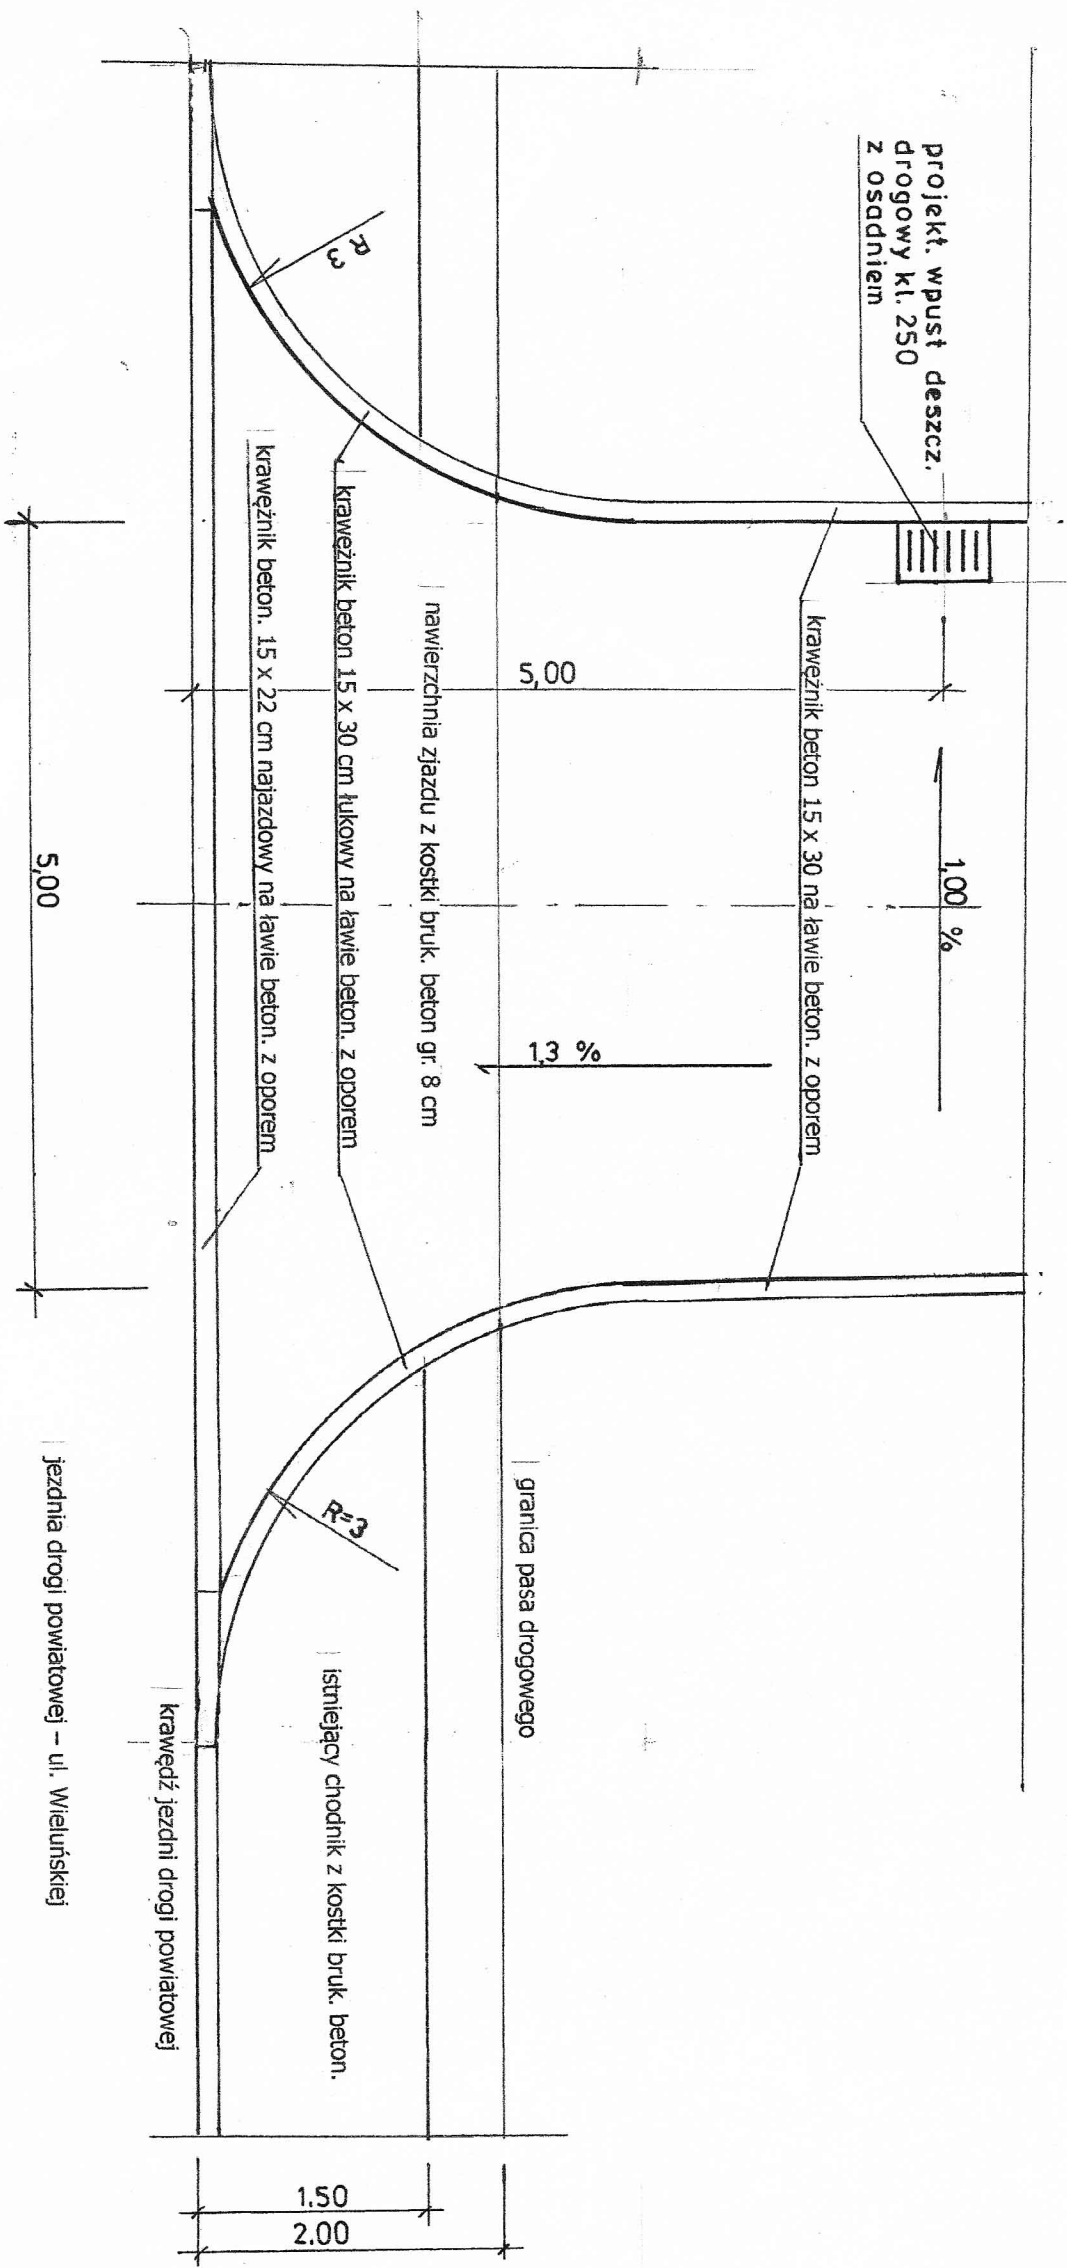 projekt. wpust deszcz.
drogowy kl. 250
z osadniem
R 3
krawężnik beton 15 x 30 na ławie beton. z oporem
1,00 %
5,00
1,3 %
nawierzchnia zjazdu z kostki bruk. beton gr. 8 cm
krawężnik beton 15 x 30 cm łukowy na ławie beton. z oporem
krawężnik beton. 15 x 22 cm najazdowy na ławie beton. z oporem
5,00
R=3
granica pasa drogowego
istniejący chodnik z kostki bruk. beton.
krawędź jezdni drogi powiatowej
jezdnia drogi powiatowej – ul. Wieluńskiej
1.50
2.00